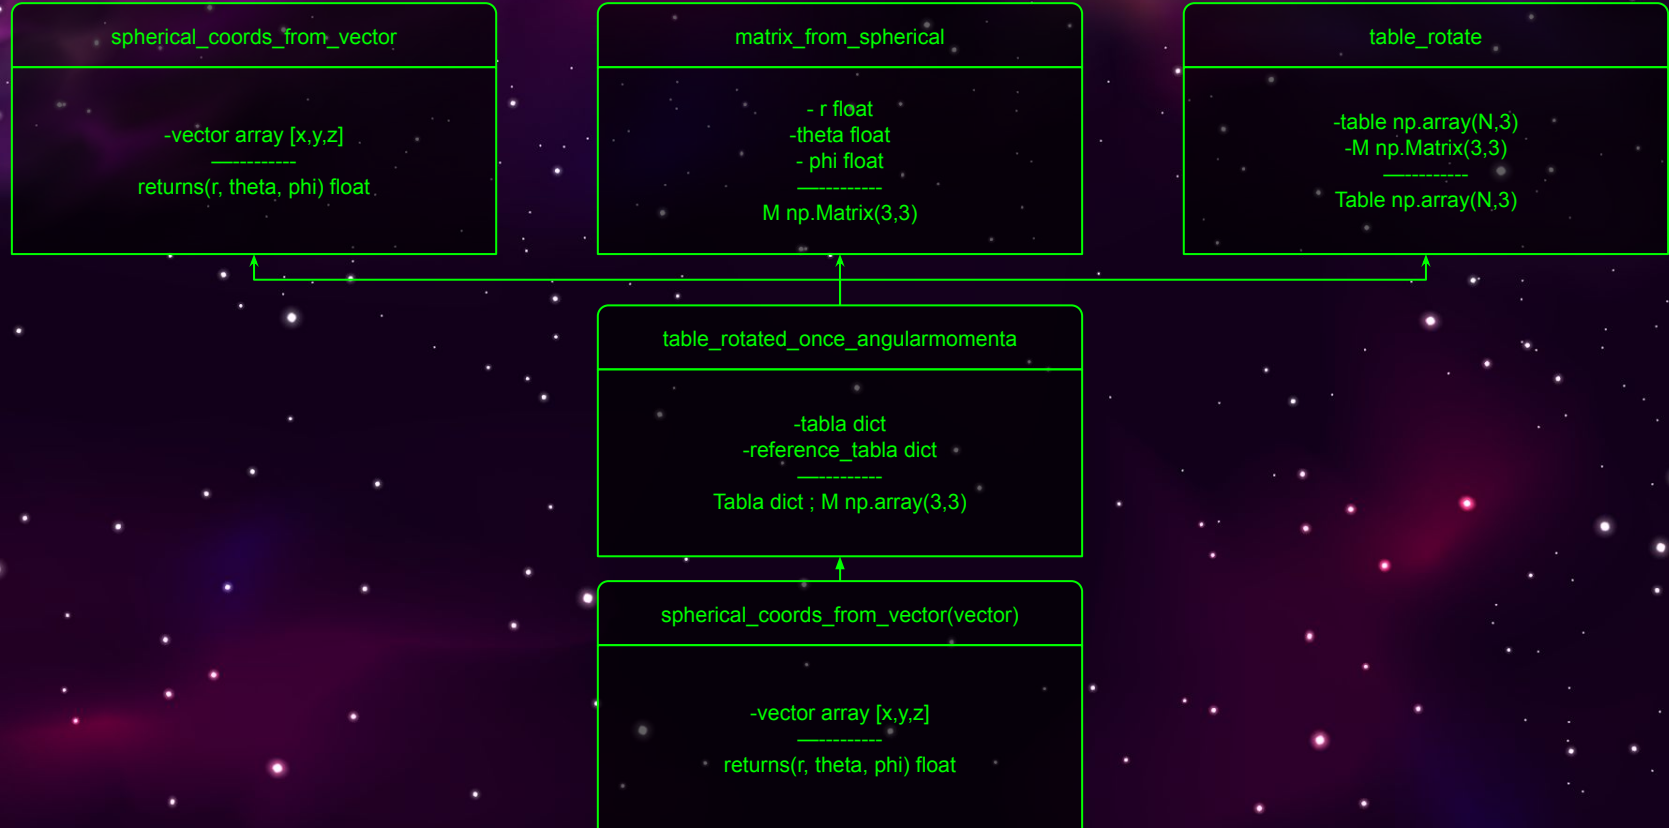 spherical_coords_from_vector
-vector array [x,y,z]
—----------
returns(r, theta, phi) float
matrix_from_spherical
- r float
-theta float
- phi float
—----------
M np.Matrix(3,3)
table_rotate
-table np.array(N,3)
-M np.Matrix(3,3)
—----------
Table np.array(N,3)
table_rotated_once_angularmomenta
-tabla dict
-reference_tabla dict
—----------
Tabla dict ; M np.array(3,3)
spherical_coords_from_vector(vector)
-vector array [x,y,z]
—----------
returns(r, theta, phi) float